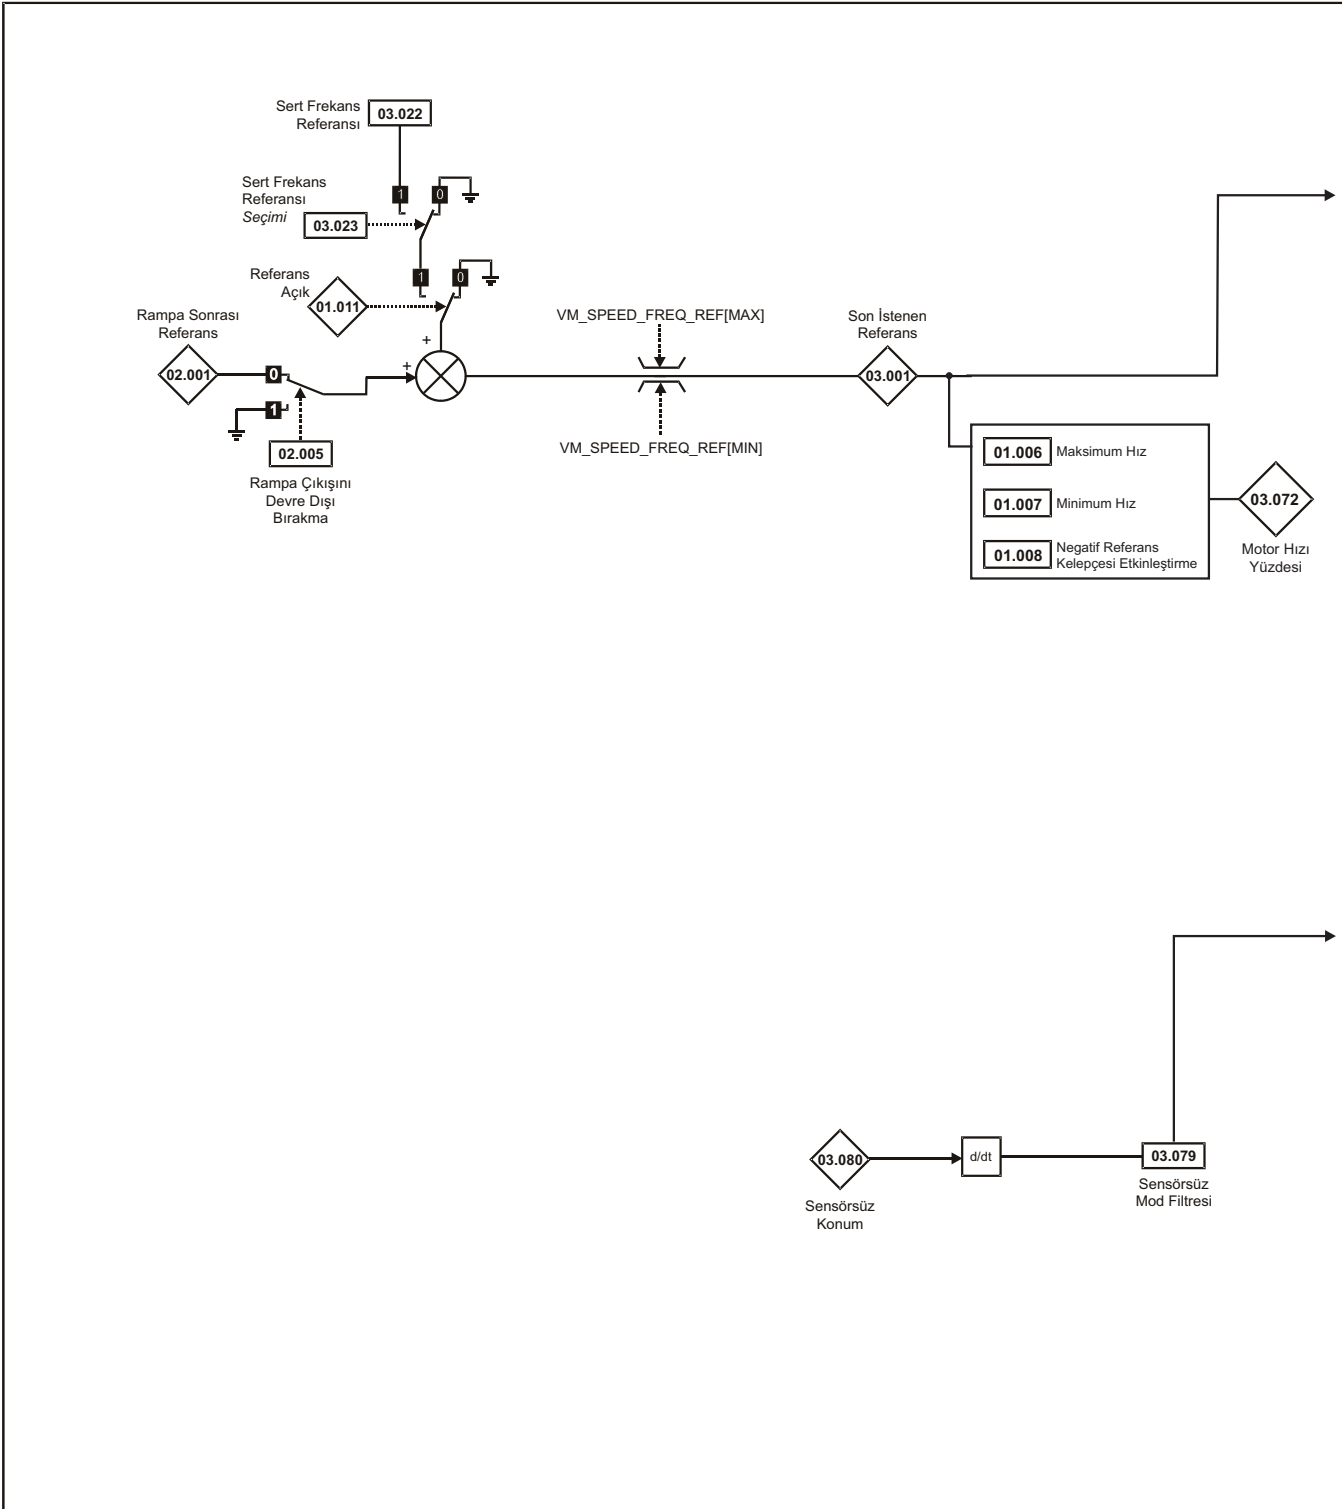 Sert Frekans
Referansı
03.022
Sert Frekans
Referansı
Seçimi
1
0
03.023
Referans
Açık
1
0
01.011
Rampa Sonrası
Referans
+
+
VM_SPEED_FREQ_REF[MAX]
Son İstenen
Referans
02.001
0
03.001
1
VM_SPEED_FREQ_REF[MIN]
02.005
Rampa Çıkışını
Devre Dışı
Bırakma
01.006 Maksimum Hız
01.007 Minimum Hız
03.072
01.008 Negatif Referans
Kelepçesi Etkinleştirme
Motor Hızı
Yüzdesi
03.080
d/dt
03.079
Sensörsüz
Mod Filtresi
Sensörsüz
Konum